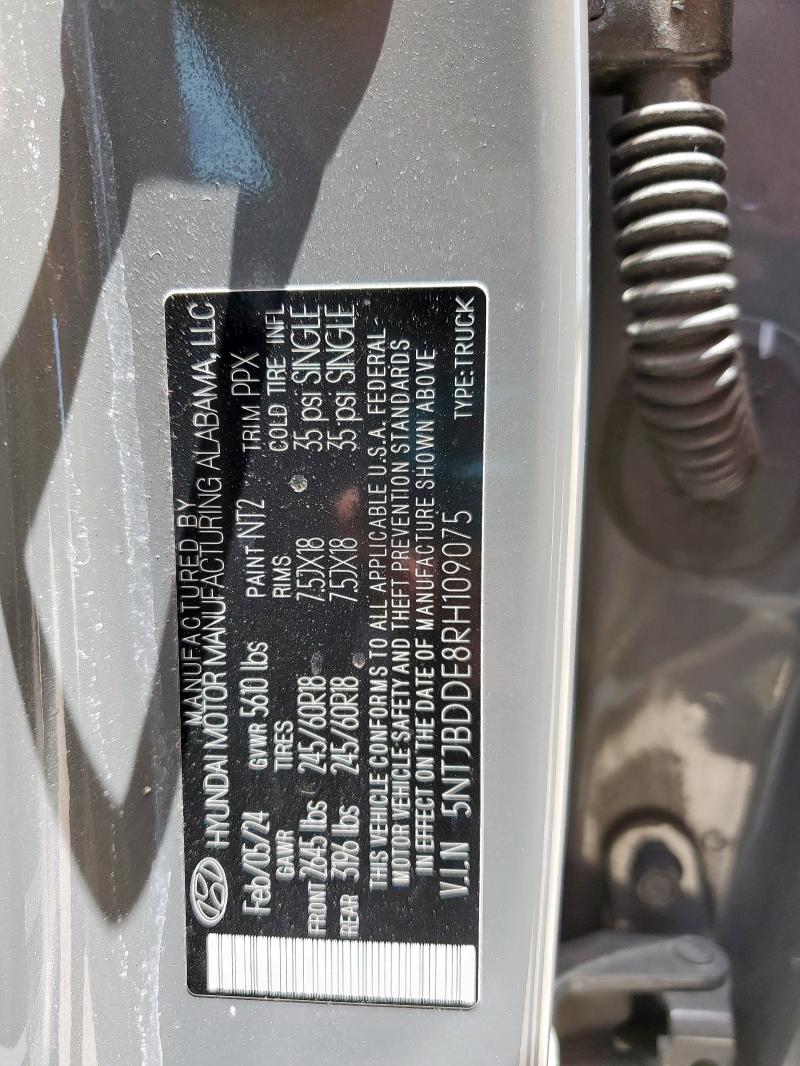 MANUFACTURED BY
HYUNDAI MOTOR MANUFACTURING ALABAMA, LLC
Feb/05/24 GVWR 5610 lbs PAINT NT2 TRIM PPX
GAWR TIRES RIMS COLD TIRE INFL
FRONT 2645 lbs 245/60R18 7.5JX18 35 psi SINGLE
REAR 3196 lbs 245/60R18 7.5JX18 35 psi SINGLE
THIS VEHICLE CONFORMS TO ALL APPLICABLE U.S.A. FEDERAL
MOTOR VEHICLE SAFETY AND THEFT PREVENTION STANDARDS
IN EFFECT ON THE DATE OF MANUFACTURE SHOWN ABOVE
V.I.N 5NTJBDDE8RH109075 TYPE:TRUCK